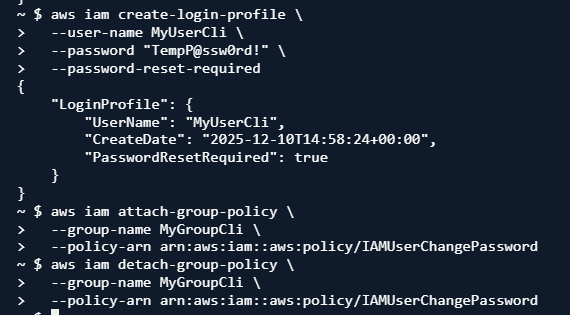 }
~ $ aws iam create-login-profile \
>   --user-name MyUserCli \
>   --password "TempP@ssw0rd!" \
>   --password-reset-required
{
    "LoginProfile": {
        "UserName": "MyUserCli",
        "CreateDate": "2025-12-10T14:58:24+00:00",
        "PasswordResetRequired": true
    }
}
~ $ aws iam attach-group-policy \
>   --group-name MyGroupCli \
>   --policy-arn arn:aws:iam::aws:policy/IAMUserChangePassword
~ $ aws iam detach-group-policy \
>   --group-name MyGroupCli \
>   --policy-arn arn:aws:iam::aws:policy/IAMUserChangePassword
~ $